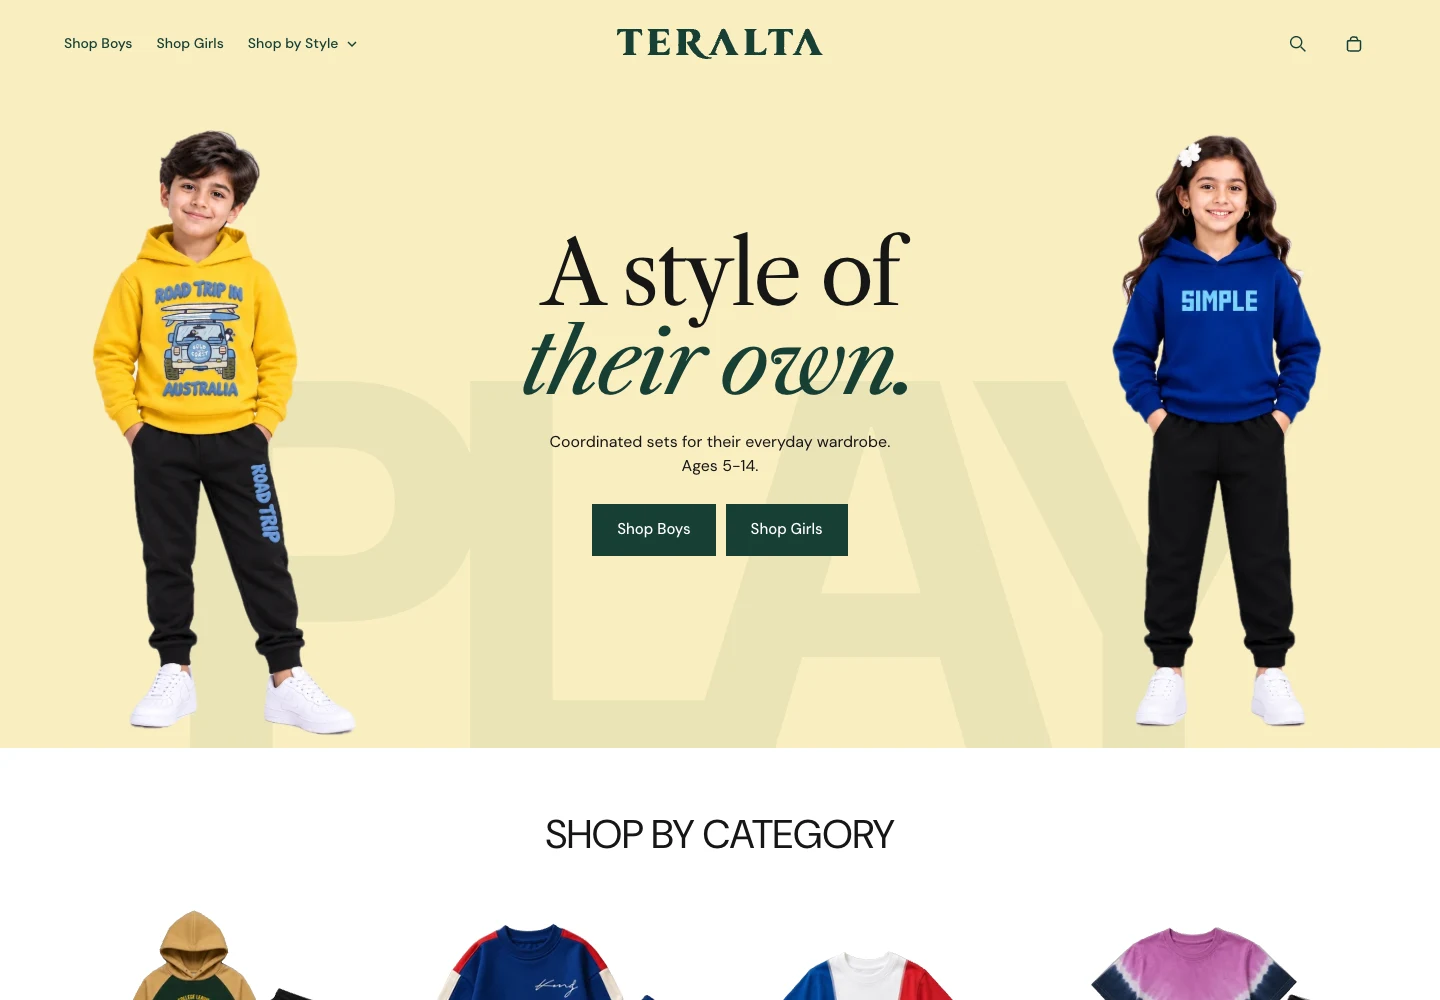 Shop Boys
Shop Girls
Shop by Style
TERALTA
ROAD TRIP IN
AUSTRALIA
ROAD TRIP
SIMPLE
A style of
their own.
Coordinated sets for their everyday wardrobe.
Ages 5-14.
Shop Boys
Shop Girls
PLAY
SHOP BY CATEGORY